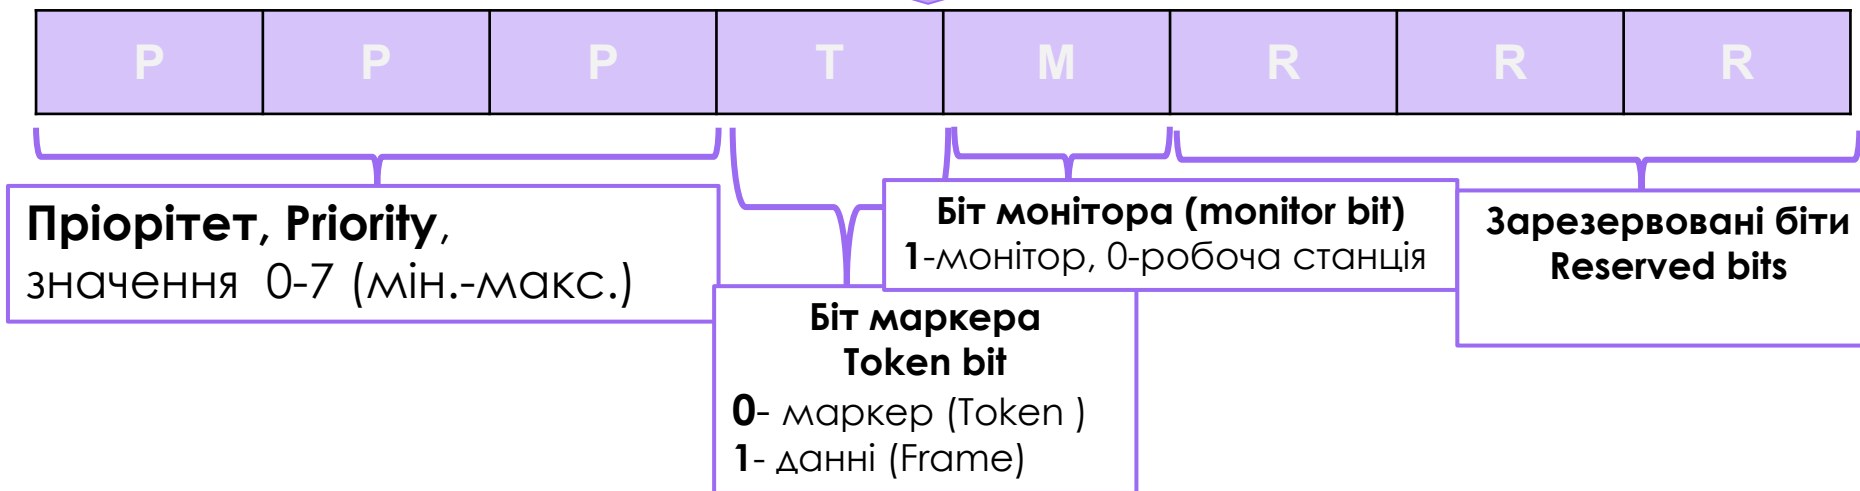 P P P T M R R R
Пріорітет, Priority,
значення 0-7 (мін.-макс.)
Біт маркера
Token bit
0- маркер (Token )
1- данні (Frame)
Біт монітора (monitor bit)
1-монітор, 0-робоча станція
Зарезервовані біти
Reserved bits